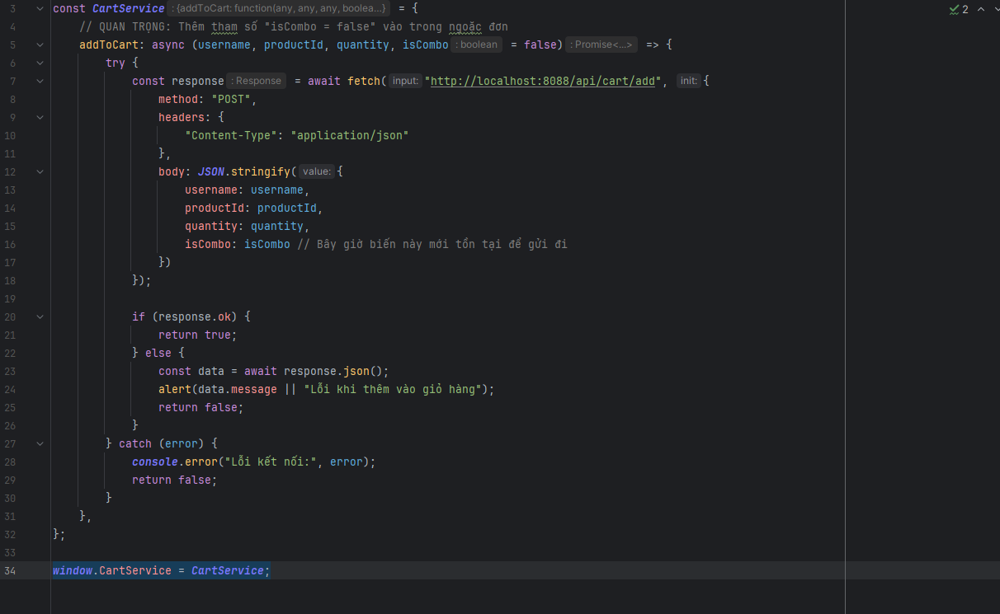 2
3 const CartService : {addToCart: function(any, any, any, boolea...} = {
4 // QUAN TRỌNG: Thêm tham số "isCombo = false" vào trong ngoặc đơn
5 addToCart: async (username, productId, quantity, isCombo : boolean = false) : Promise<...> => {
6 try {
7 const response : Response = await fetch( input: "http://localhost:8088/api/cart/add", init: {
8 method: "POST",
9 headers: {
10 "Content-Type": "application/json"
11 },
12 body: JSON.stringify( value: {
13 username: username,
14 productId: productId,
15 quantity: quantity,
16 isCombo: isCombo // Bây giờ biến này mới tồn tại để gửi đi
17 })
18 });
19
20 if (response.ok) {
21 return true;
22 } else {
23 const data = await response.json();
24 alert(data.message || "Lỗi khi thêm vào giỏ hàng");
25 return false;
26 }
27 } catch (error) {
28 console.error("Lỗi kết nối:", error);
29 return false;
30 }
31 },
32 };
33
34 window.CartService = CartService;